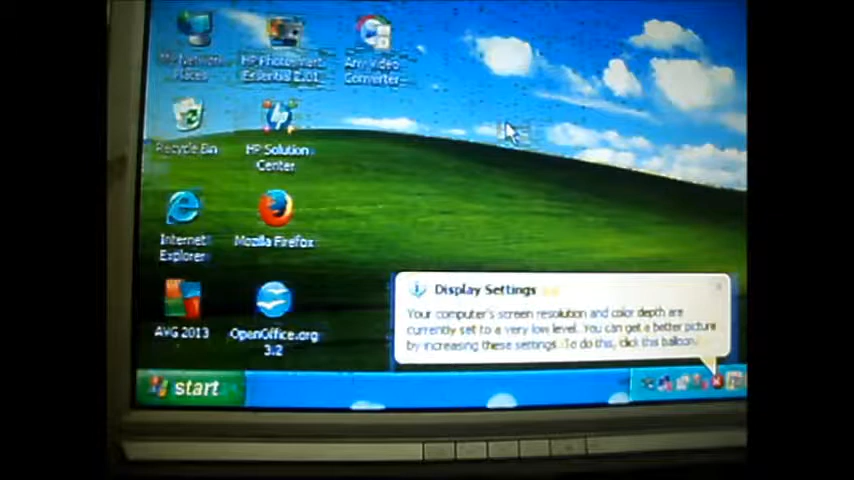 My Network
Places
HP Photosmart
Essential 2.01
Any Video
Converter
Recycle Bin
HP Solution
Center
Internet
Explorer
Mozilla Firefox
AVG 2013
OpenOffice.org
3.2
Display Settings
Your computer's screen resolution and color depth are
currently set to a very low level. You can get a better picture
by increasing these settings. To do this, click this balloon.
start